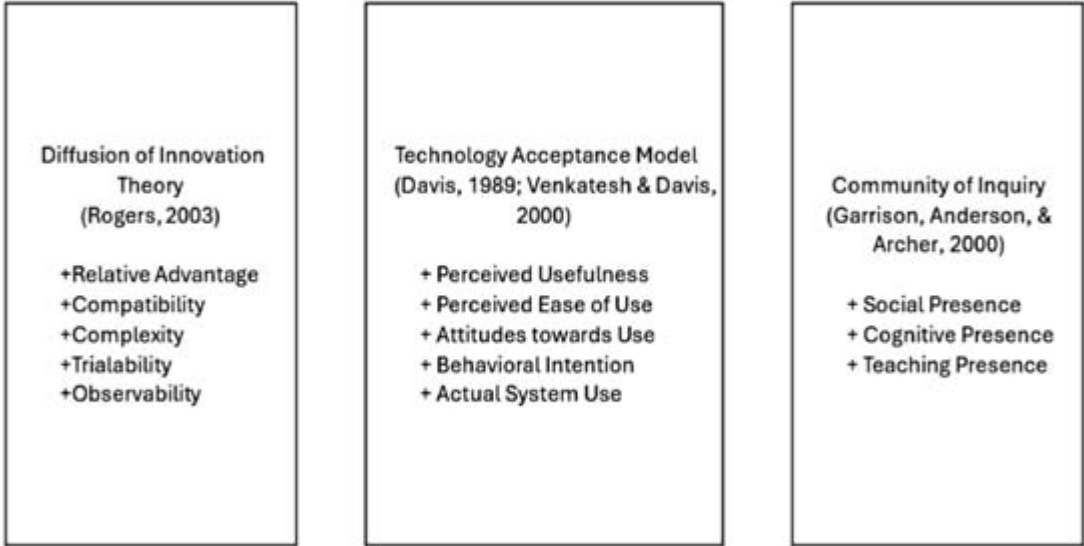 Diffusion of Innovation
Theory
(Rogers, 2003)
+Relative Advantage
+Compatibility
+Complexity
+Trialability
+Observability
Technology Acceptance Model
(Davis, 1989; Venkatesh & Davis,
2000)
+ Perceived Usefulness
+ Perceived Ease of Use
+ Attitudes towards Use
+ Behavioral Intention
+ Actual System Use
Community of Inquiry
(Garrison, Anderson, &
Archer, 2000)
+ Social Presence
+ Cognitive Presence
+ Teaching Presence